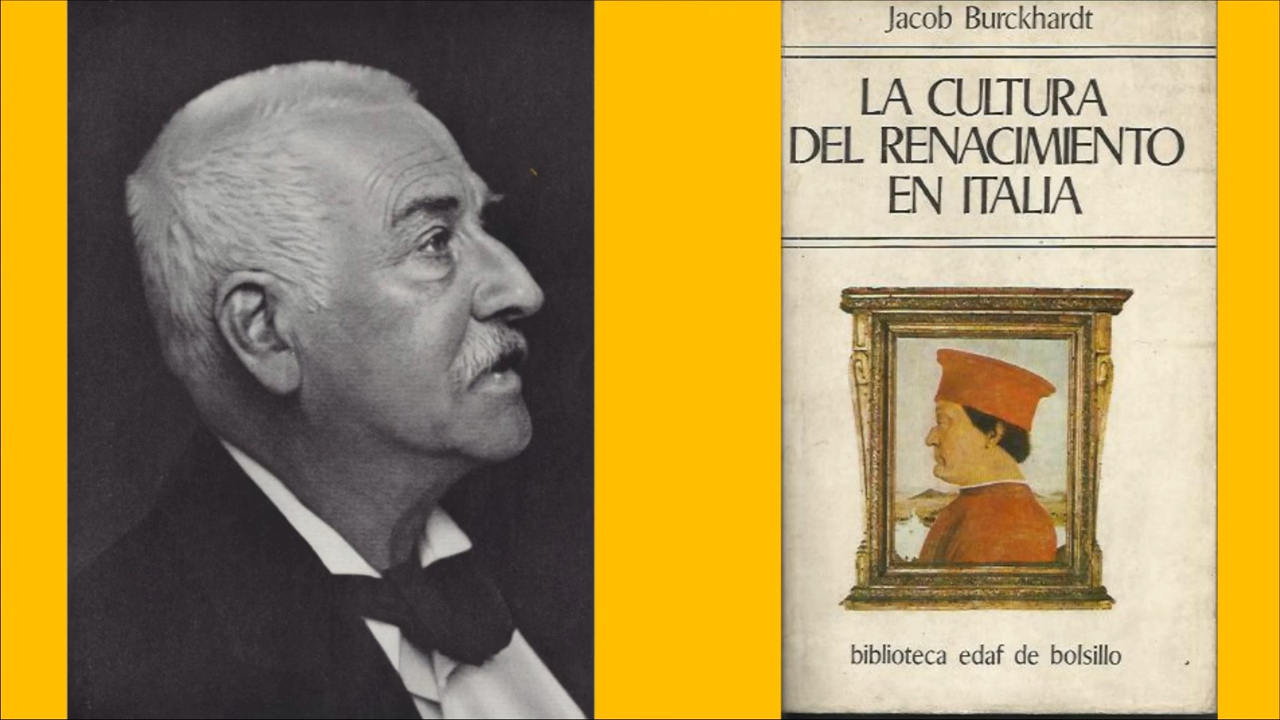 Jacob Burckhardt
LA CULTURA
DEL RENACIMIENTO
EN ITALIA
biblioteca edaf de bolsillo